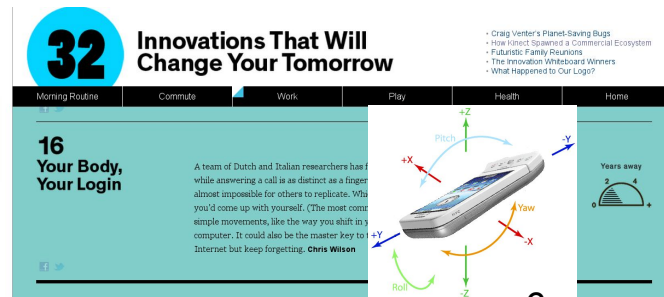 32
Innovations That Will
Change Your Tomorrow
Craig Venter's Planet-Saving Bugs
How Kinect Spawned a Commercial Ecosystem
Futuristic Family Reunions
The Innovation Whiteboard Winners
What Happened to Our Logo?
Morning Routine Commute Work Play Health Home
16
Your Body,
Your Login
A team of Dutch and Italian researchers has
while answering a call is as distinct as a finger
almost impossible for others to replicate.
you'd come up with yourself. (The most
simple movements, like the way you shift in
computer. It could also be the master key to
Internet but keep forgetting. Chris Wilson
+Z
Pitch
-Y
+X
Yaw
-X
+Y
Roll
-Z
Years away
2 4
0 +